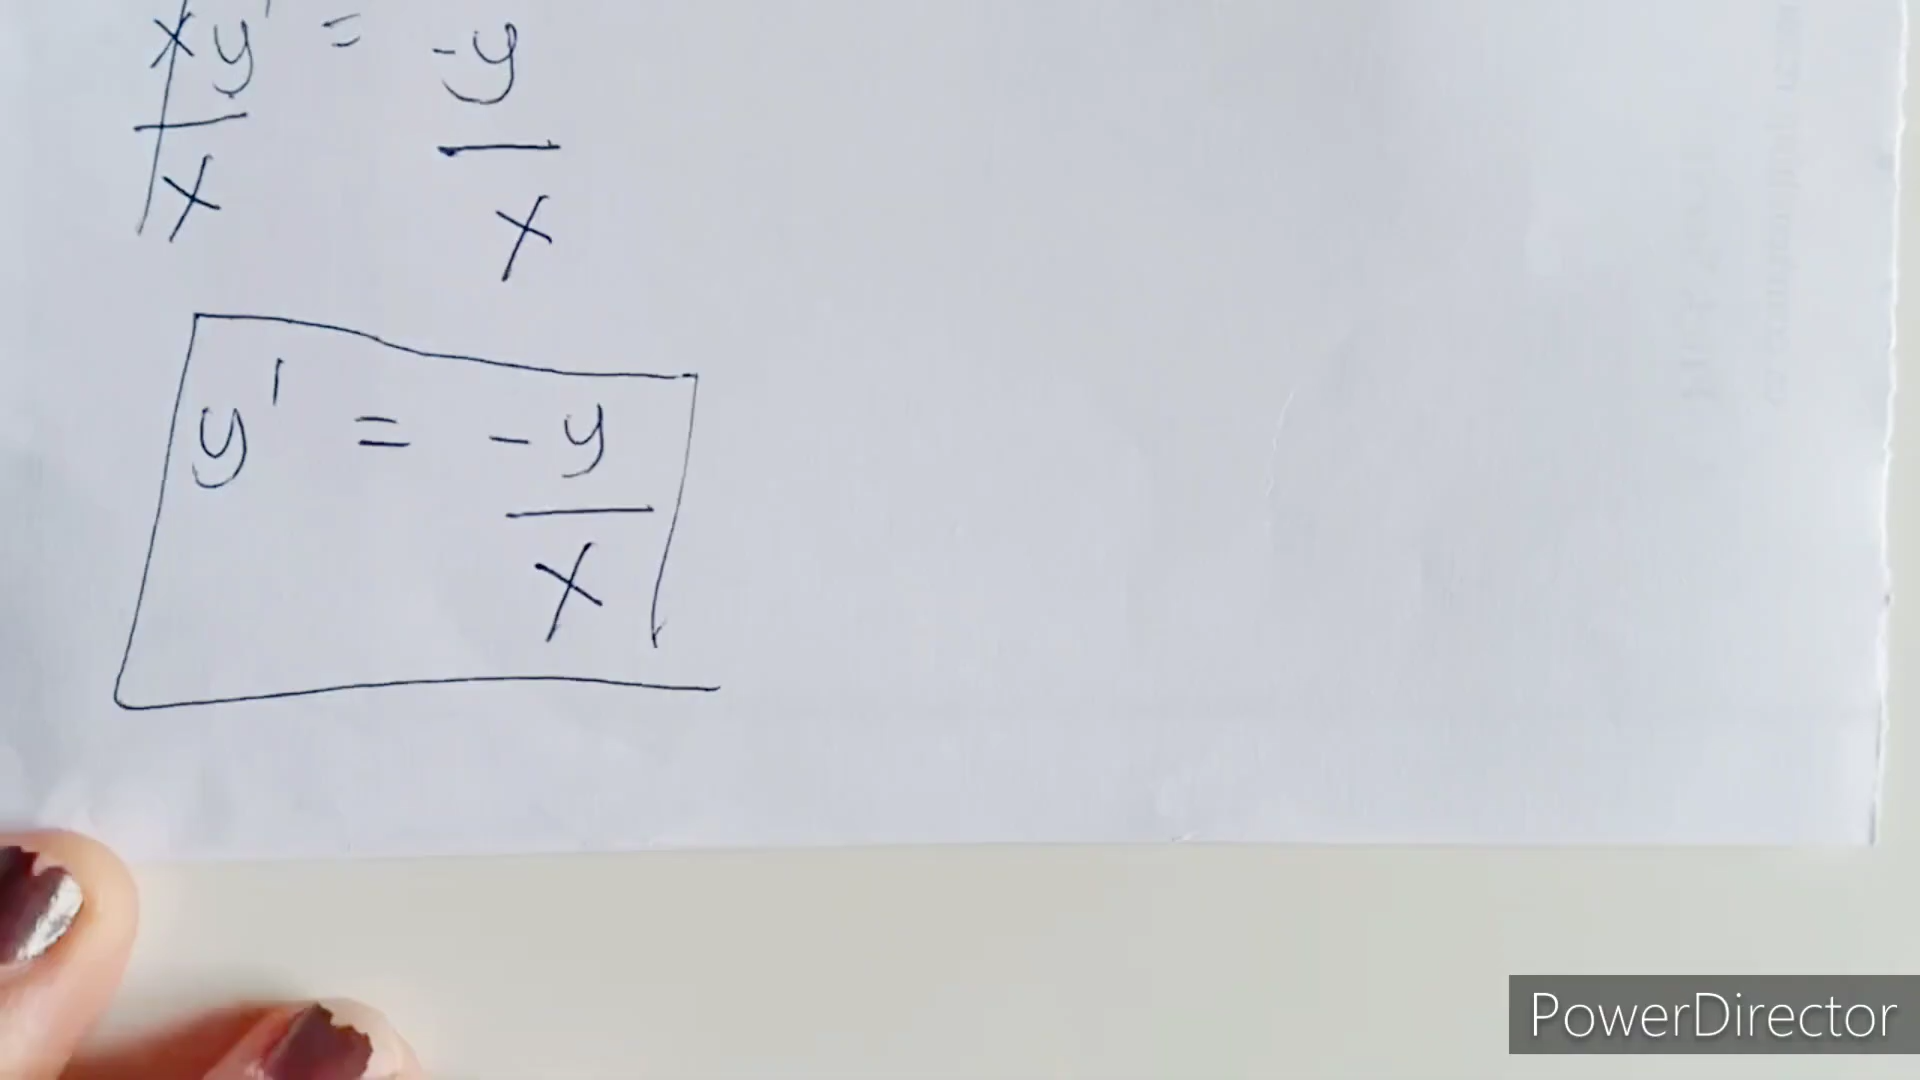 xy' = -y
x x
y' = -y
x
PowerDirector